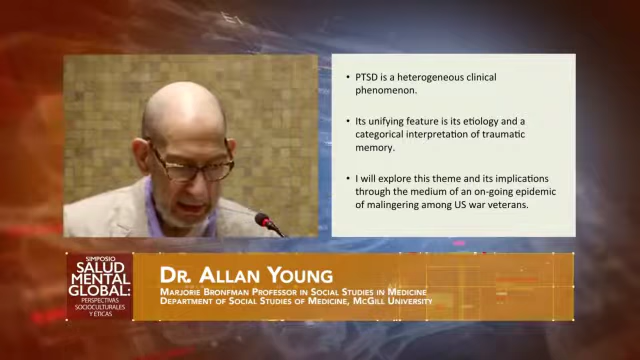 • PTSD is a heterogeneous clinical
phenomenon.
• Its unifying feature is its etiology and a
categorical interpretation of traumatic
memory.
• I will explore this theme and its implications
through the medium of an on-going epidemic
of malingering among US war veterans.
SIMPOSIO
SALUD
MENTAL
GLOBAL:
PERSPECTIVAS
SOCIOCULTURALES
Y ÉTICAS
DR. ALLAN YOUNG
MARJORIE BRONFMAN PROFESSOR IN SOCIAL STUDIES IN MEDICINE
DEPARTMENT OF SOCIAL STUDIES OF MEDICINE, MCGILL UNIVERSITY